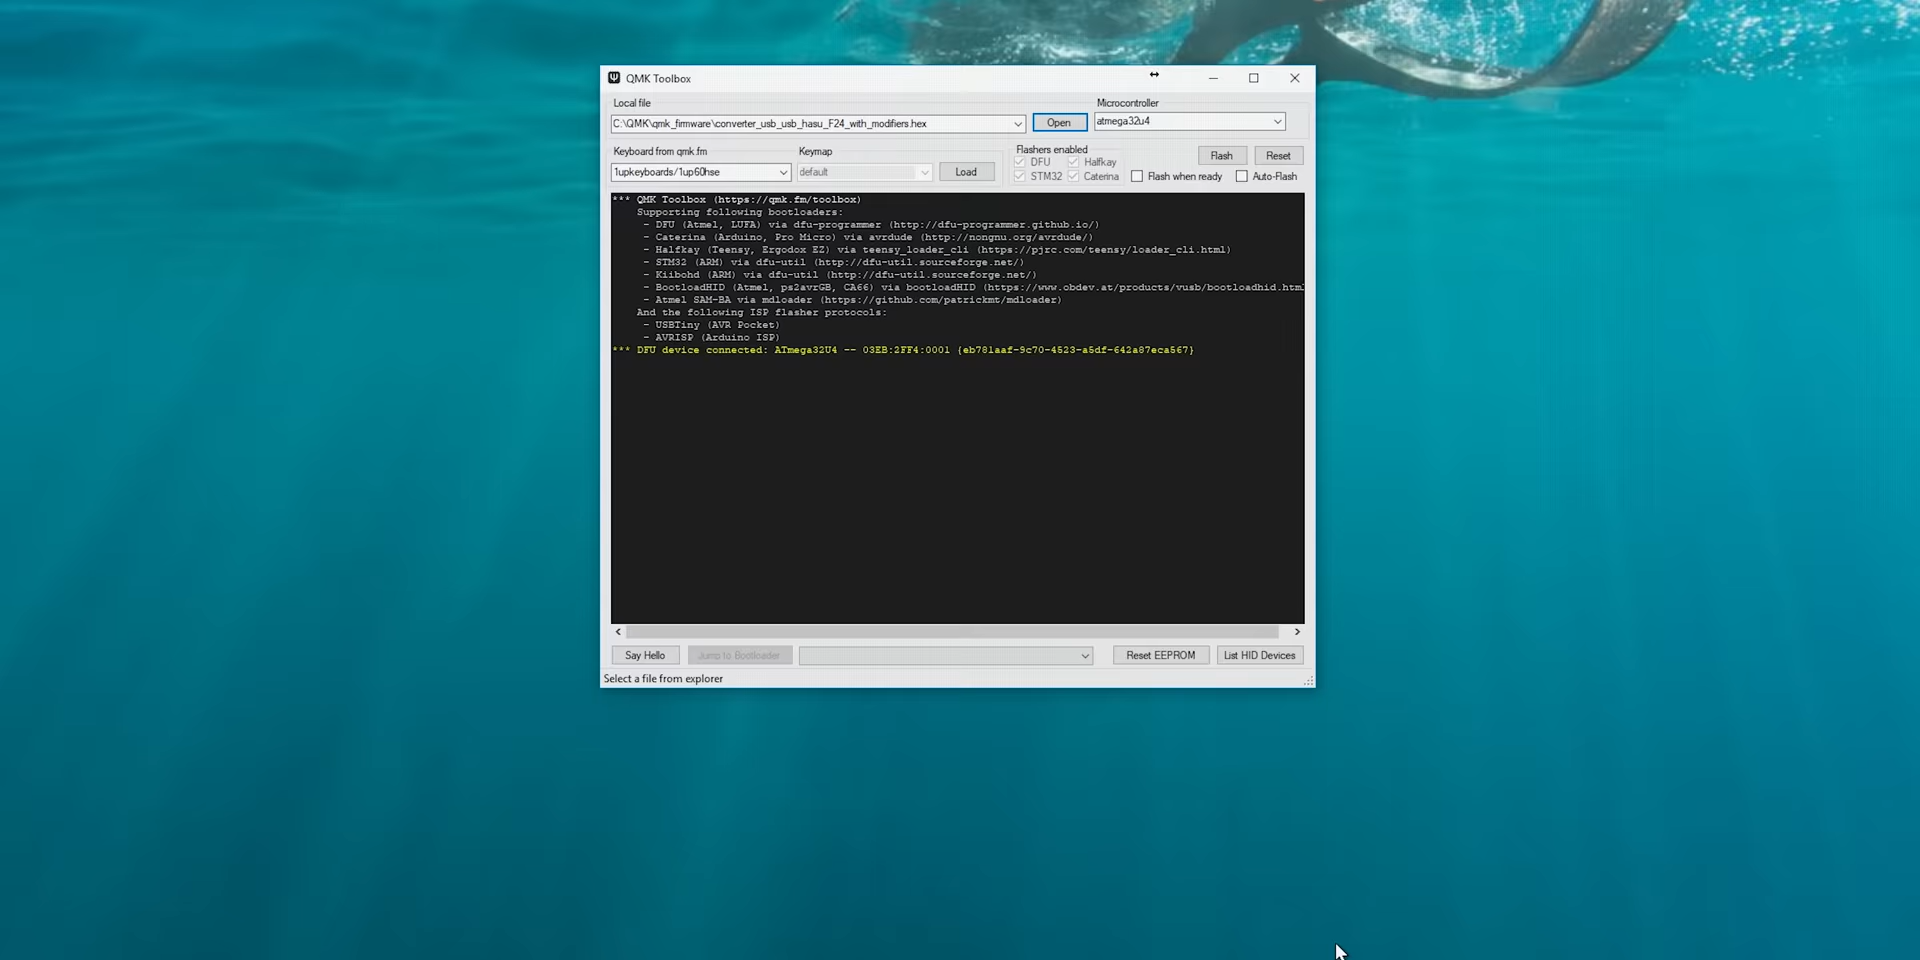 QMK Toolbox
Local file
Microcontroller
C:\QMK\qmk_firmware\converter_usb_usb_hasu_F24_with_modifiers.hex
Open
atmega32u4
Keyboard from qmk.fm
Keymap
Flashers enabled
1upkeyboards/1up60hse
default
Load
DFU
Halfkay
STM32
Caterina
Flash
Reset
Flash when ready
Auto-Flash
*** QMK Toolbox (https://qmk.fm/toolbox)
Supporting following bootloaders:
- DFU (Atmel, LUFA) via dfu-programmer (http://dfu-programmer.github.io/)
- Caterina (Arduino, Pro Micro) via avrdude (http://nongnu.org/avrdude/)
- Halfkay (Teensy, Ergodox EZ) via teensy_loader_cli (https://pjrc.com/teensy/loader_cli.html)
- STM32 (ARM) via dfu-util (http://dfu-util.sourceforge.net/)
- Kiibohd (ARM) via dfu-util (http://dfu-util.sourceforge.net/)
- BootloadHID (Atmel, ps2avrGB, CA66) via bootloadHID (https://www.obdev.at/products/vusb/bootloadhid.html
- Atmel SAM-BA via mdloader (https://github.com/patrickmt/mdloader)
And the following ISP flasher protocols:
- USBTiny (AVR Pocket)
- AVRISP (Arduino ISP)
*** DFU device connected: ATmega32U4 -- 03EB:2FF4:0001 {eb781aaf-9c70-4523-a5df-642a87eca567}
Say Hello
Jump to Bootloader
Reset EEPROM
List HID Devices
Select a file from explorer